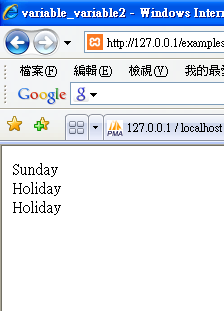 variable_variable2 - Windows Intern
http://127.0.0.1/examples
檔案(F) 編輯(E) 檢視(V) 我的最愛
Google g
PMA 127.0.0.1 / localhost
Sunday
Holiday
Holiday